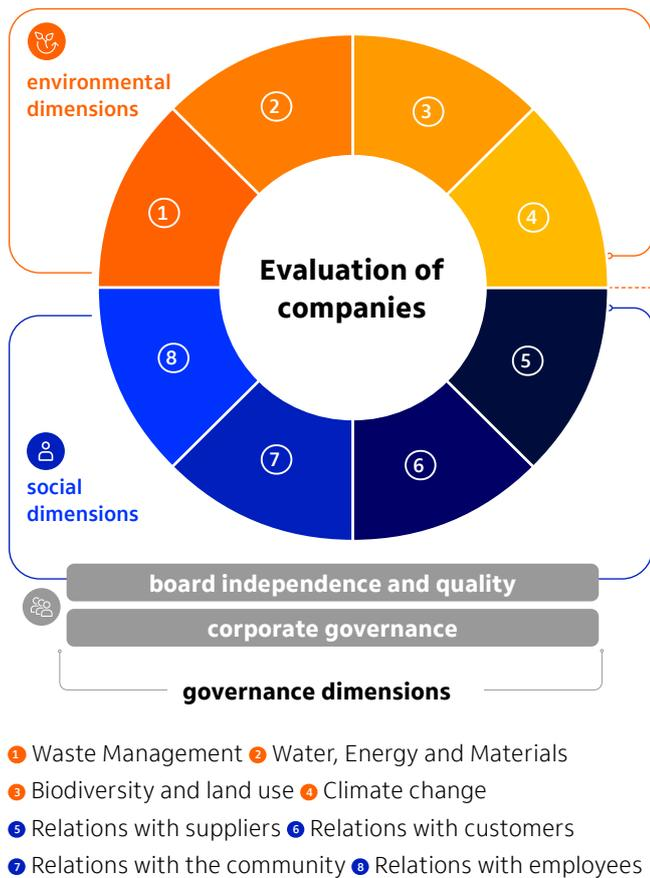 environmental
dimensions
2
3
1
4
Evaluation of
companies
8
5
7
6
social
dimensions
board independence and quality
corporate governance
governance dimensions
1 Waste Management 2 Water, Energy and Materials
3 Biodiversity and land use 4 Climate change
5 Relations with suppliers 6 Relations with customers
7 Relations with the community 8 Relations with employees